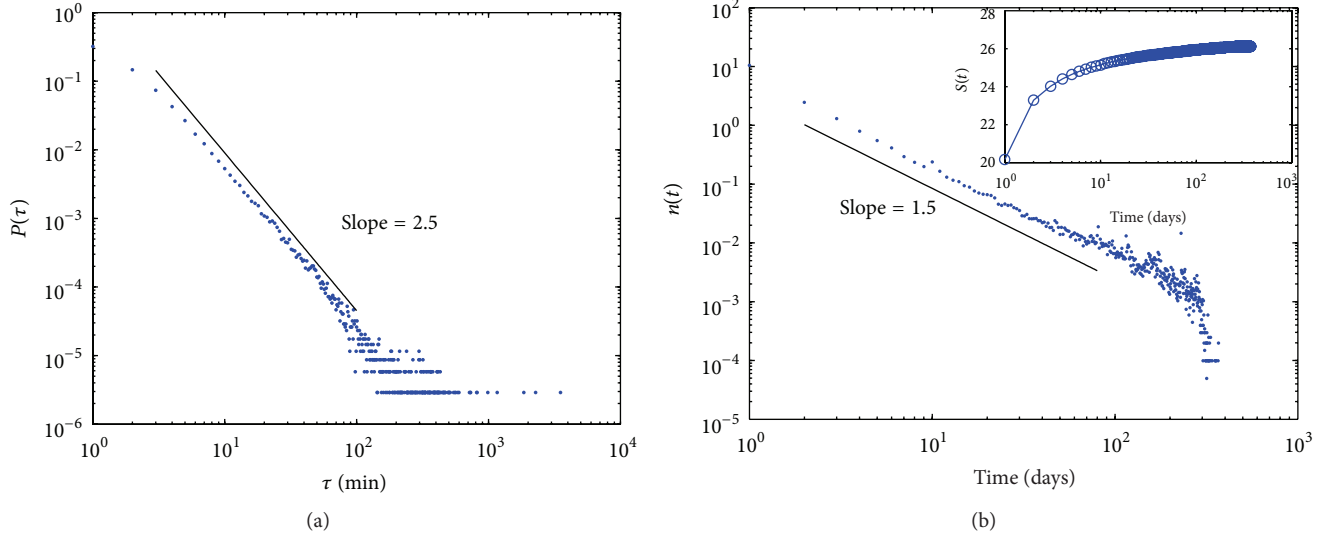 10^0
10^-1
10^-2
10^-3
10^-4
10^-5
10^-6
P(τ)
Slope = 2.5
10^0 10^1 10^2 10^3 10^4
τ (min)
(a)
10^2
10^1
10^0
10^-1
10^-2
10^-3
10^-4
10^-5
n(t)
Slope = 1.5
28
26
24
22
20
S(t)
10^0 10^1 10^2 10^3
Time (days)
10^0 10^1 10^2 10^3
Time (days)
(b)